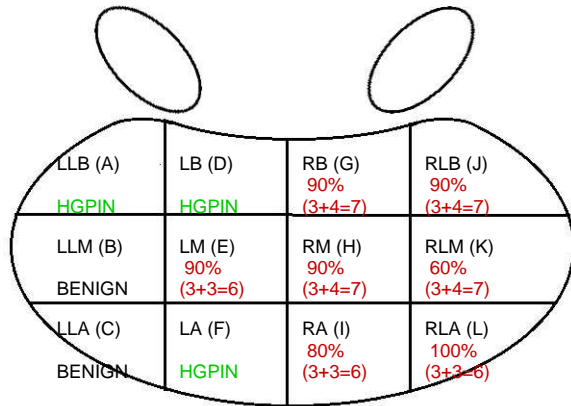 LLB (A)
HGPIN
LB (D)
HGPIN
RB (G)
90%
(3+4=7)
RLB (J)
90%
(3+4=7)
LLM (B)
BENIGN
LM (E)
90%
(3+3=6)
RM (H)
90%
(3+4=7)
RLM (K)
60%
(3+4=7)
LLA (C)
BENIGN
LA (F)
HGPIN
RA (I)
80%
(3+3=6)
RLA (L)
100%
(3+3=6)